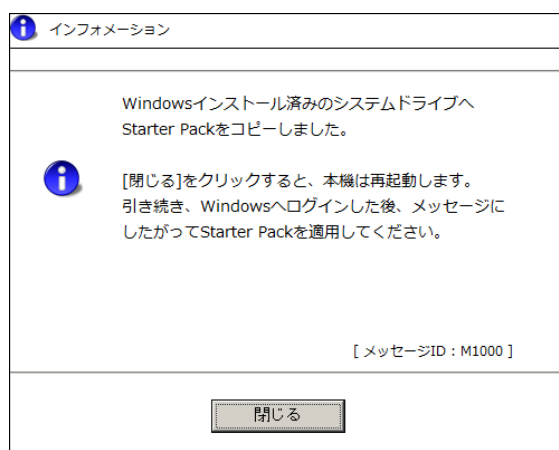 インフォメーション
Windowsインストール済みのシステムドライブへ
Starter Packをコピーしました。
[閉じる]をクリックすると、本機は再起動します。
引き続き、Windowsへログインした後、メッセージに
したがってStarter Packを適用してください。
[ メッセージID : M1000 ]
閉じる